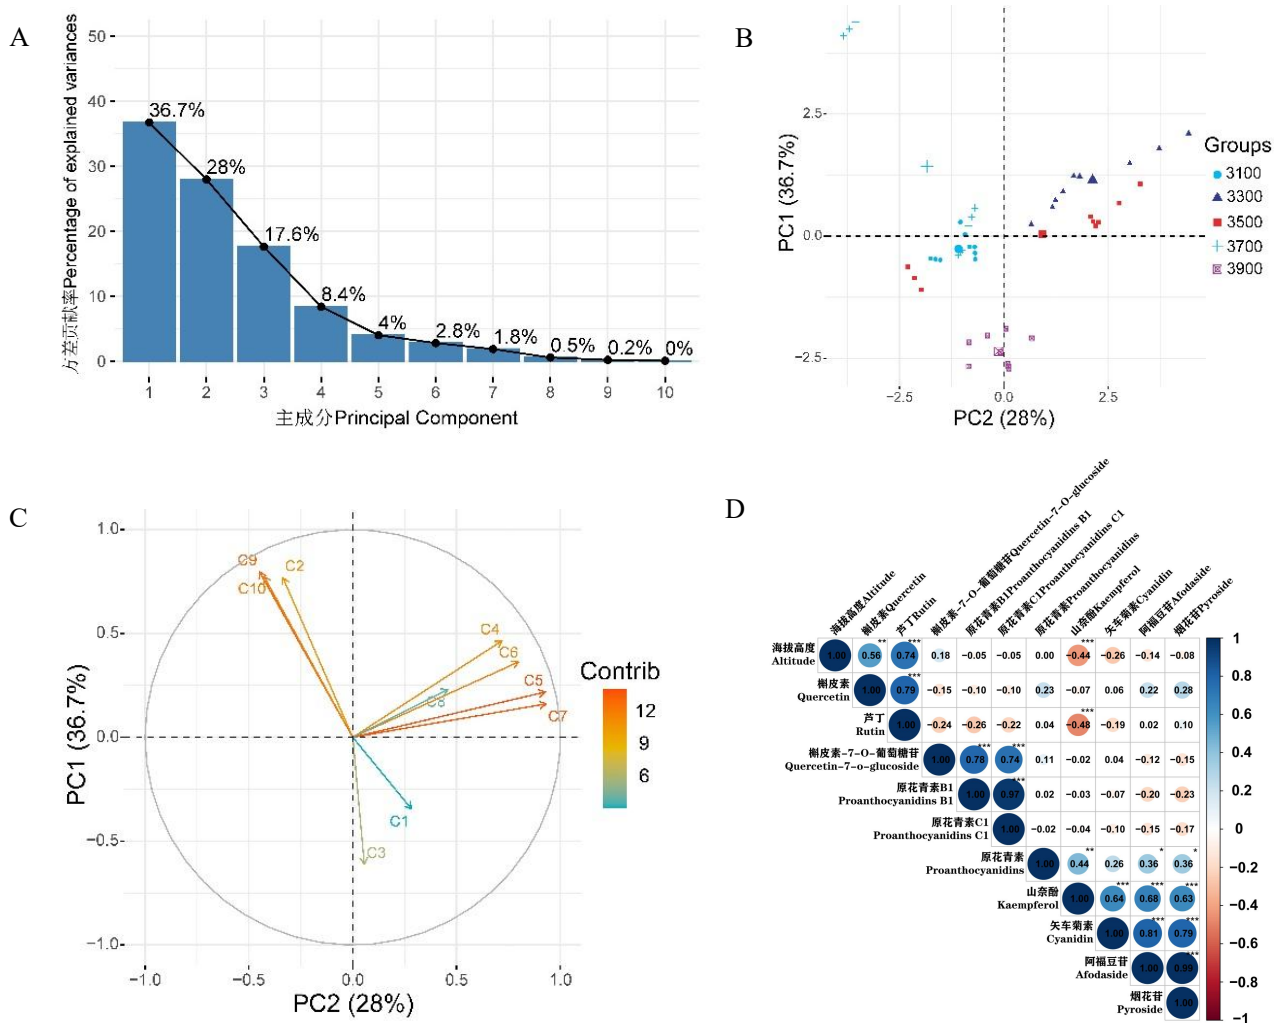 A
方差贡献率Percentage of explained variances
50
40
30
20
10
0
36.7%
28%
17.6%
8.4%
4%
2.8%
1.8%
0.5%
0.2%
0%
1 2 3 4 5 6 7 8 9 10
主成分Principal Component
B
PC1 (36.7%)
2.5
0.0
−2.5
−2.5 0.0 2.5
PC2 (28%)
Groups
3100
3300
3500
3700
3900
C
PC1 (36.7%)
1.0
0.5
0.0
−0.5
−1.0
C9
C2
C10
C4
C6
C5
C8
C7
C1
C3
−1.0 −0.5 0.0 0.5 1.0
PC2 (28%)
Contrib
12
9
6
D
海拔高度Altitude
槲皮素Quercetin
芦丁Rutin
槲皮素-7-O-葡萄糖苷Quercetin-7-O-glucoside
原花青素B1Proanthocyanidins B1
原花青素C1Proanthocyanidins C1
原花青素Proanthocyanidins
山奈酚Kaempferol
矢车菊素Cyanidin
阿福豆苷Afodaside
烟花苷Pyroside
海拔高度
Altitude
1.00 0.56** 0.74*** 0.18 −0.05 −0.05 0.00 −0.44*** −0.26 −0.14 −0.08
槲皮素
Quercetin
1.00 0.79*** −0.15 −0.10 −0.10 0.23 −0.07 0.06 0.22 0.28
芦丁
Rutin
1.00 −0.24 −0.26 −0.22 0.04 −0.48*** −0.19 0.02 0.10
槲皮素-7-O-葡萄糖苷
Quercetin-7-o-glucoside
1.00 0.78*** 0.74*** 0.11 −0.02 0.04 −0.12 −0.15
原花青素B1
Proanthocyanidins B1
1.00 0.97*** 0.02 −0.03 −0.07 −0.20 −0.23
原花青素C1
Proanthocyanidins C1
1.00 −0.02 −0.04 −0.10 −0.15 −0.17
原花青素
Proanthocyanidins
1.00 0.44** 0.26 0.36* 0.36*
山奈酚
Kaempferol
1.00 0.64*** 0.68*** 0.63***
矢车菊素
Cyanidin
1.00 0.81*** 0.79***
阿福豆苷
Afodaside
1.00 0.99***
烟花苷
Pyroside
1.00
1
0.8
0.6
0.4
0.2
0
−0.2
−0.4
−0.6
−0.8
−1